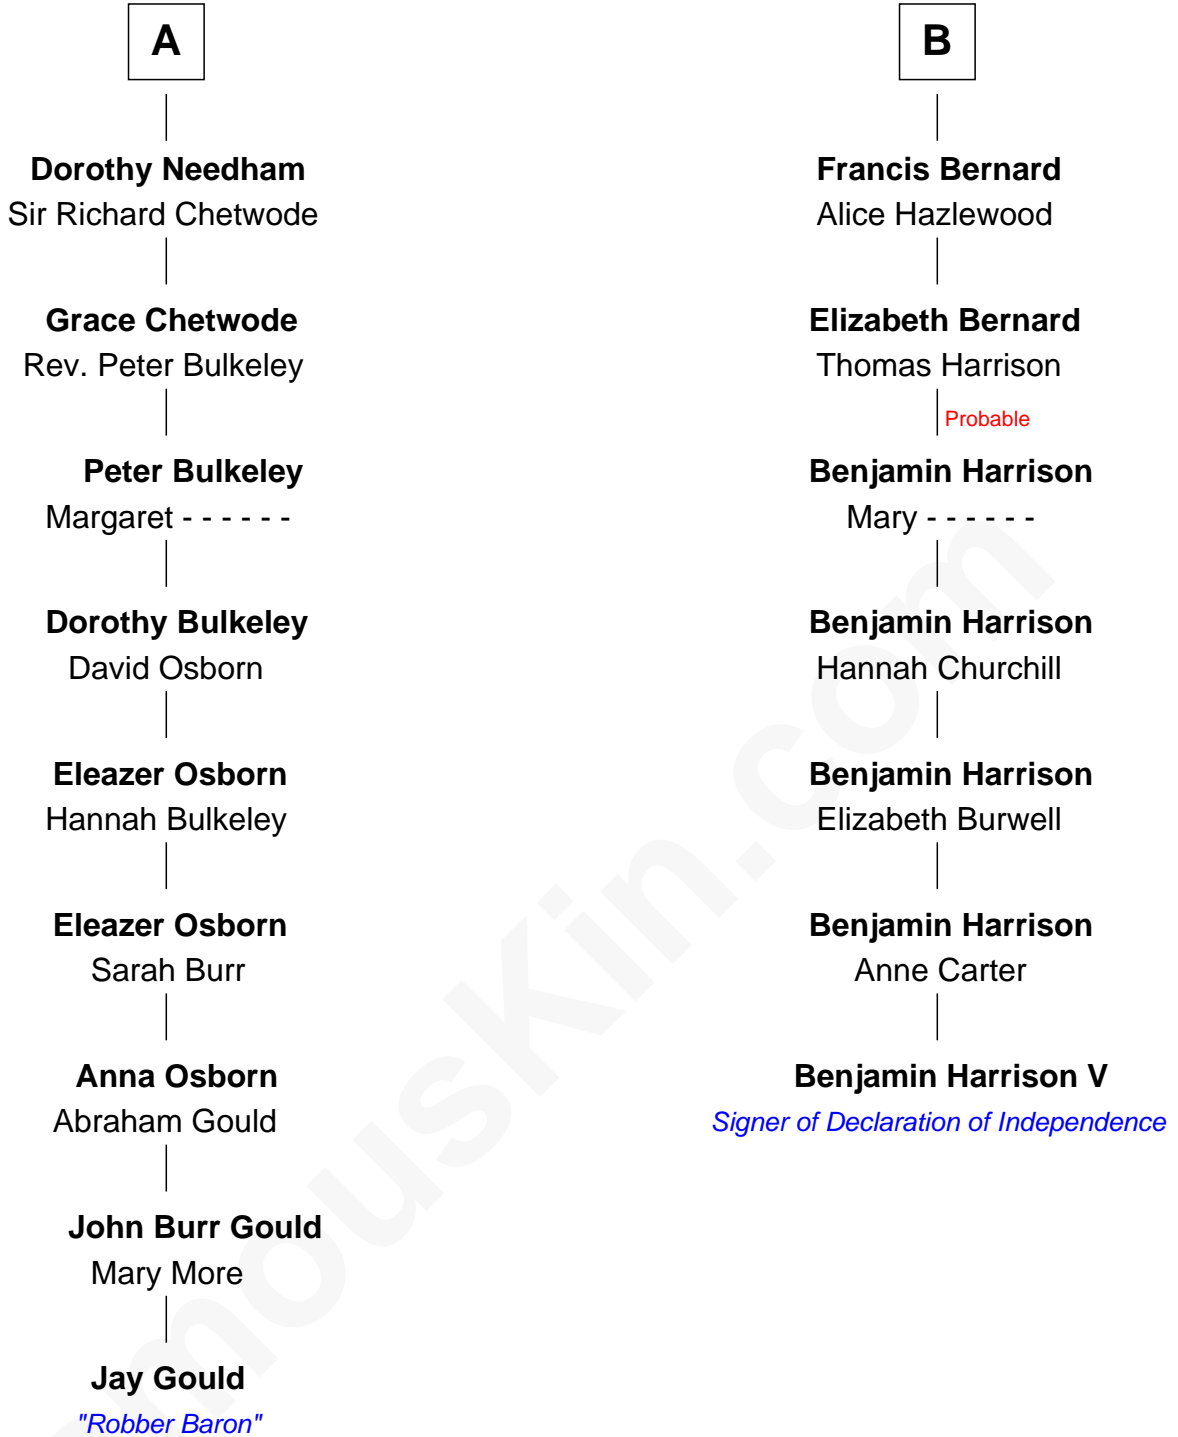 A
Dorothy Needham
Sir Richard Chetwode
Grace Chetwode
Rev. Peter Bulkeley
Peter Bulkeley
Margaret - - - - - -
Dorothy Bulkeley
David Osborn
Eleazer Osborn
Hannah Bulkeley
Eleazer Osborn
Sarah Burr
Anna Osborn
Abraham Gould
John Burr Gould
Mary More
Jay Gould
"Robber Baron"
B
Francis Bernard
Alice Hazlewood
Elizabeth Bernard
Thomas Harrison
Probable
Benjamin Harrison
Mary - - - - - -
Benjamin Harrison
Hannah Churchill
Benjamin Harrison
Elizabeth Burwell
Benjamin Harrison
Anne Carter
Benjamin Harrison V
Signer of Declaration of Independence
mousKin.com